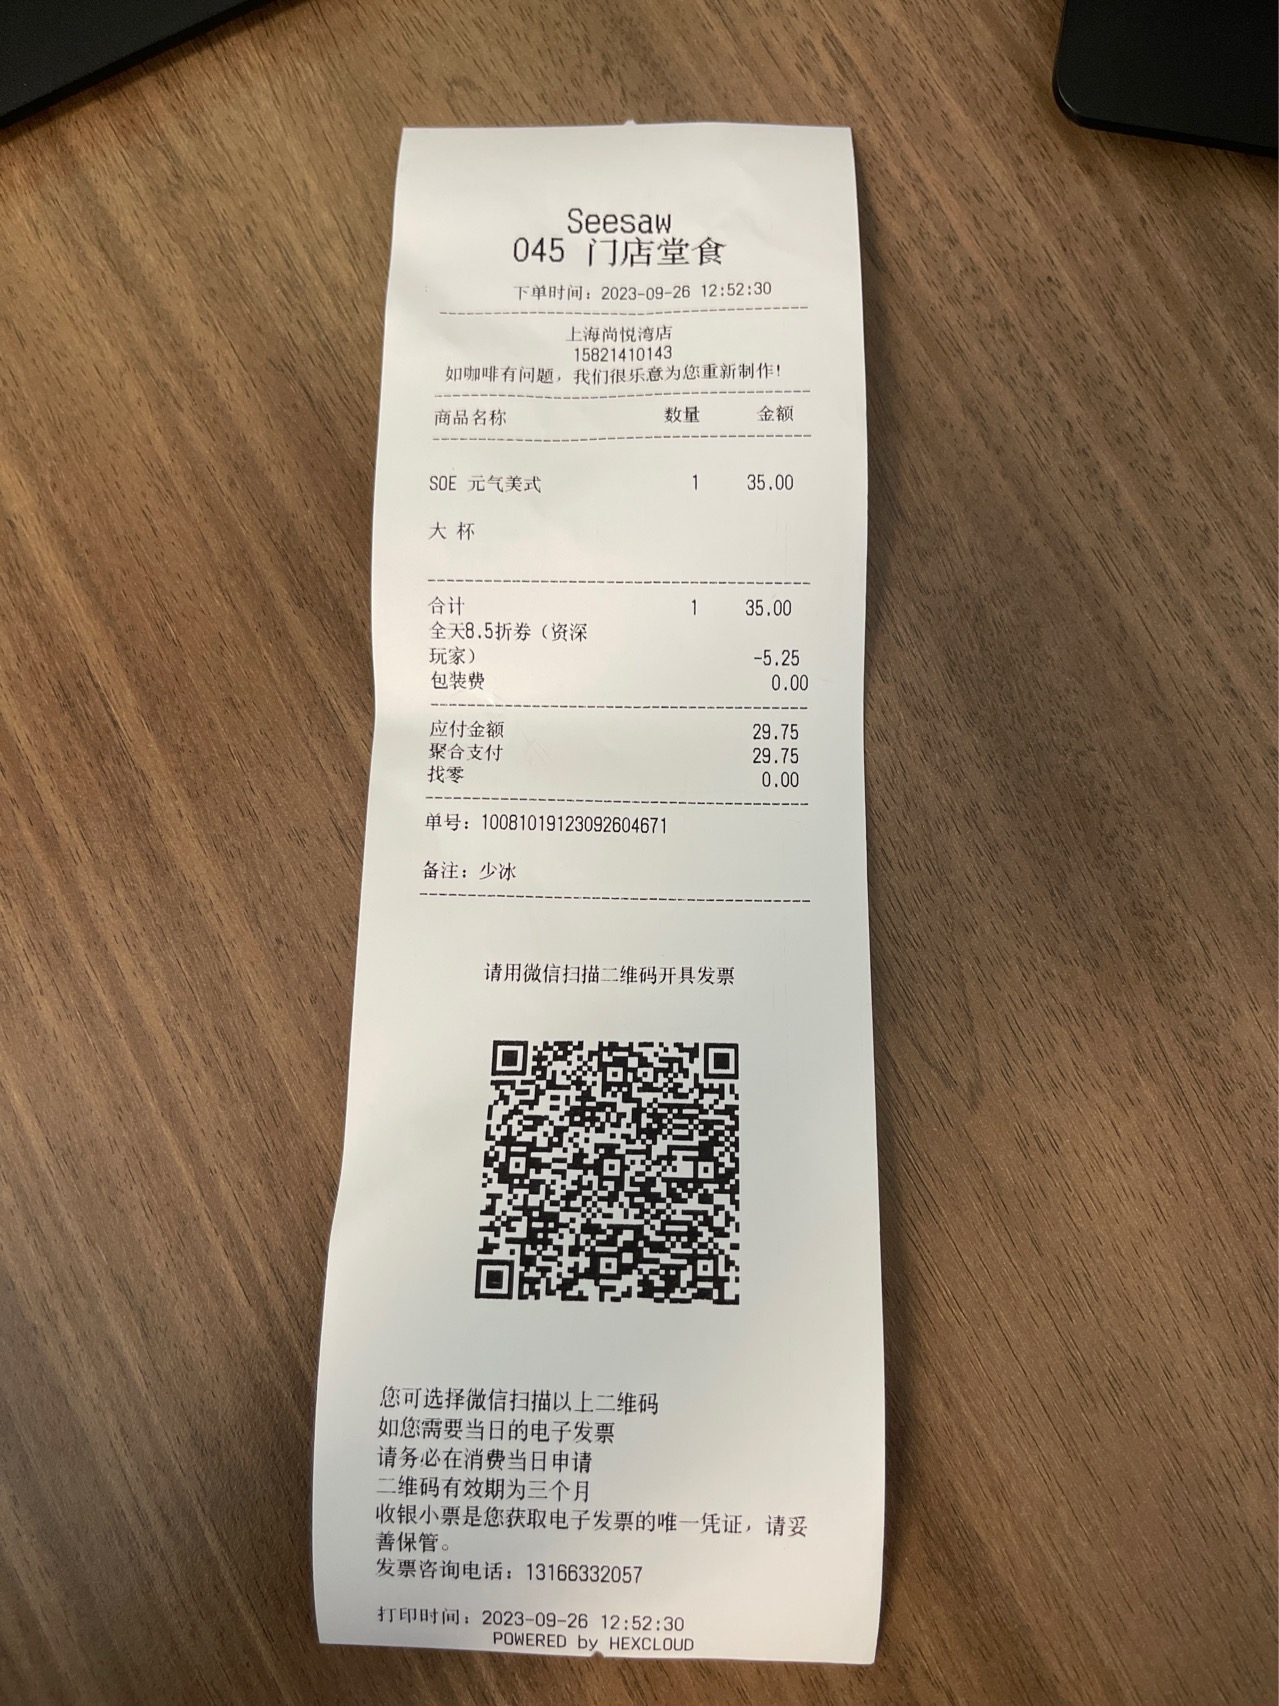 Seesaw
045 门店堂食
下单时间：2023-09-26 12:52:30
上海尚悦湾店
15821410143
如咖啡有问题，我们很乐意为您重新制作！
商品名称 数量 金额
SOE 元气美式 1 35.00
大 杯
合计 1 35.00
全天8.5折券（资深
玩家） -5.25
包装费 0.00
应付金额 29.75
聚合支付 29.75
找零 0.00
单号：10081019123092604671
备注：少冰
请用微信扫描二维码开具发票
您可选择微信扫描以上二维码
如您需要当日的电子发票
请务必在消费当日申请
二维码有效期为三个月
收银小票是您获取电子发票的唯一凭证，请妥
善保管。
发票咨询电话：13166332057
打印时间：2023-09-26 12:52:30
POWERED by HEXCLOUD